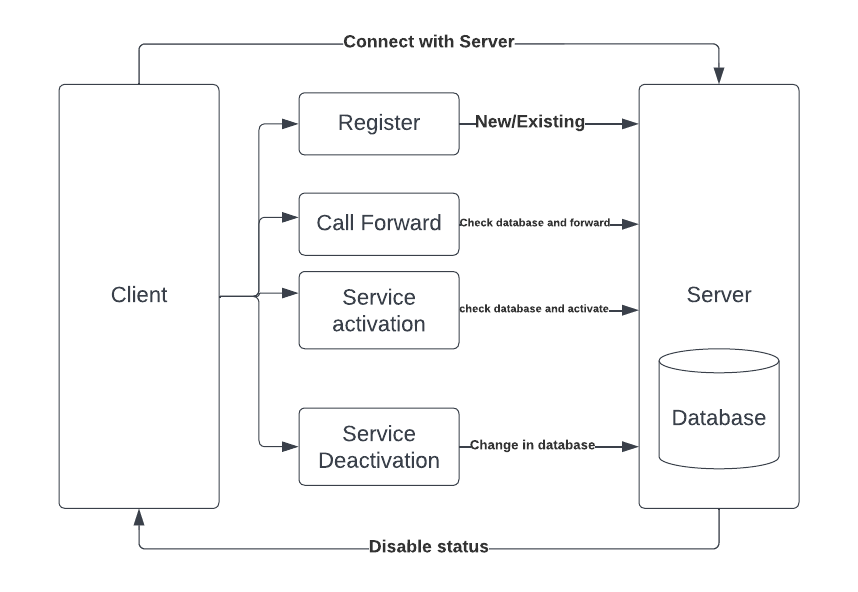 Connect with Server
Register
New/Existing
Call Forward
Check database and forward
Client
Service
activation
check database and activate
Server
Database
Service
Deactivation
Change in database
Disable status